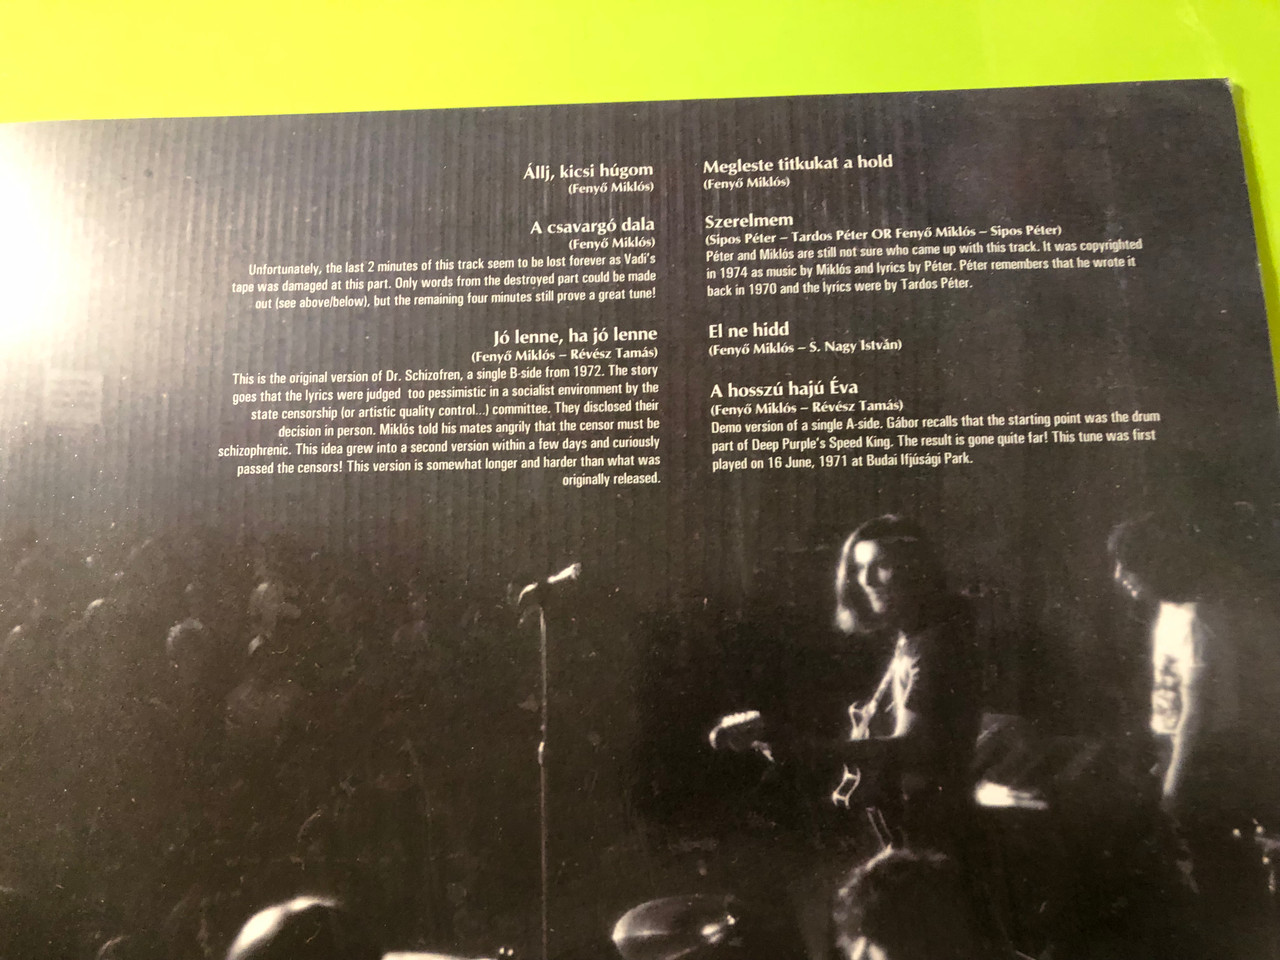 Állj, kicsi húgom
(Fenyő Miklós)
A csavargó dala
(Fenyő Miklós)
Unfortunately, the last 2 minutes of this track seem to be lost forever as Vadi's
tape was damaged at this part. Only words from the destroyed part could be made
out (see above/below), but the remaining four minutes still prove a great tune!
Jó lenne, ha jó lenne
(Fenyő Miklós – Révész Tamás)
This is the original version of Dr. Schizofren, a single B-side from 1972. The story
goes that the lyrics were judged too pessimistic in a socialist environment by the
state censorship (or artistic quality control...) committee. They disclosed their
decision in person. Miklós told his mates angrily that the censor must be
schizophrenic. This idea grew into a second version within a few days and curiously
passed the censors! This version is somewhat longer and harder than what was
originally released.
Megleste titkukat a hold
(Fenyő Miklós)
Szerelmem
(Sipos Péter – Tardos Péter OR Fenyő Miklós – Sipos Péter)
Péter and Miklós are still not sure who came up with this track. It was copyrighted
in 1974 as music by Miklós and lyrics by Péter. Péter remembers that he wrote it
back in 1970 and the lyrics were by Tardos Péter.
El ne hidd
(Fenyő Miklós – S. Nagy István)
A hosszú hajú Éva
(Fenyő Miklós – Révész Tamás)
Demo version of a single A-side. Gábor recalls that the starting point was the drum
part of Deep Purple's Speed King. The result is gone quite far! This tune was first
played on 16 June, 1971 at Budai Ifjúsági Park.